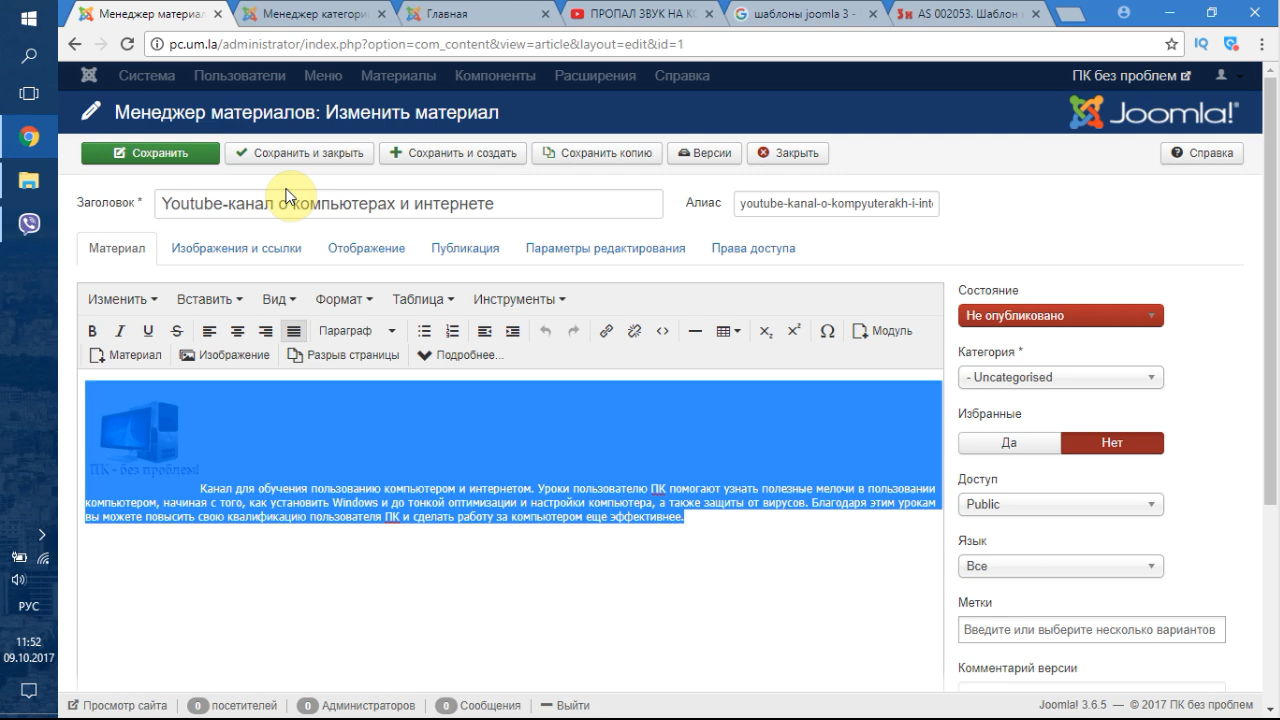 Менеджер материал
Менеджер категори
Главная
ПРОПАЛ ЗВУК НА К
шаблоны joomla 3 -
AS 002053. Шаблон
pc.um.la/administrator/index.php?option=com_content&view=article&layout=edit&id=1
IQ
Система Пользователи Меню Материалы Компоненты Расширения Справка
ПК без проблем
Менеджер материалов: Изменить материал
Joomla!
Сохранить
Сохранить и закрыть
Сохранить и создать
Сохранить копию
Версии
Закрыть
Справка
Заголовок *
Youtube-канал о компьютерах и интернете
Алиас
youtube-kanal-o-kompyuterakh-i-int
Материал
Изображения и ссылки
Отображение
Публикация
Параметры редактирования
Права доступа
Изменить
Вставить
Вид
Формат
Таблица
Инструменты
B I U S
Параграф
Модуль
Материал
Изображение
Разрыв страницы
Подробнее...
ПК - без проблем!
Канал для обучения пользованию компьютером и интернетом. Уроки пользователю ПК помогают узнать полезные мелочи в пользовании
компьютером, начиная с того, как установить Windows и до тонкой оптимизации и настройки компьютера, а также защиты от вирусов. Благодаря этим урокам
вы можете повысить свою квалификацию пользователя ПК и сделать работу за компьютером еще эффективнее.
Состояние
Не опубликовано
Категория *
- Uncategorised
Избранные
Да
Нет
Доступ
Public
Язык
Все
Метки
Введите или выберите несколько вариантов
Комментарий версии
РУС
11:52
09.10.2017
Просмотр сайта
0 посетителей
0 Администраторов
0 Сообщения
Выйти
Joomla! 3.6.5 — © 2017 ПК без проблем